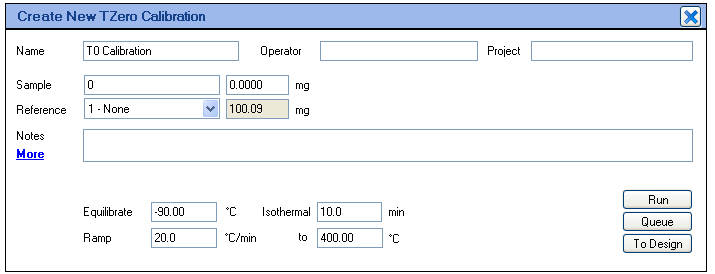 Create New TZero Calibration
Name T0 Calibration Operator Project
Sample 0 0.0000 mg
Reference 1 - None 100.09 mg
Notes
More
Equilibrate -90.00 °C Isothermal 10.0 min
Run
Queue
Ramp 20.0 °C/min to 400.00 °C
To Design